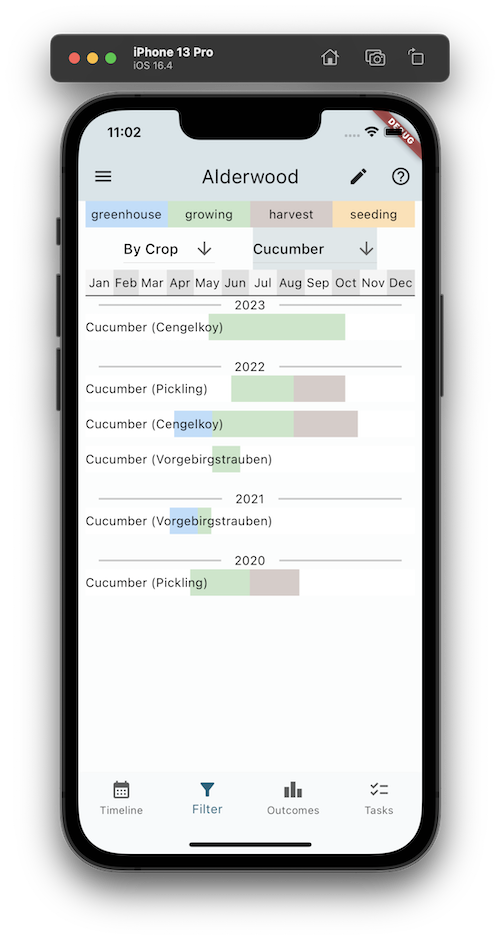 iPhone 13 Pro
iOS 16.4
11:02
DEBUG
Alderwood
greenhouse growing harvest seeding
By Crop Cucumber
Jan Feb Mar Apr May Jun Jul Aug Sep Oct Nov Dec
2023
Cucumber (Cengelkoy)
2022
Cucumber (Pickling)
Cucumber (Cengelkoy)
Cucumber (Vorgebirgstrauben)
2021
Cucumber (Vorgebirgstrauben)
2020
Cucumber (Pickling)
Timeline Filter Outcomes Tasks